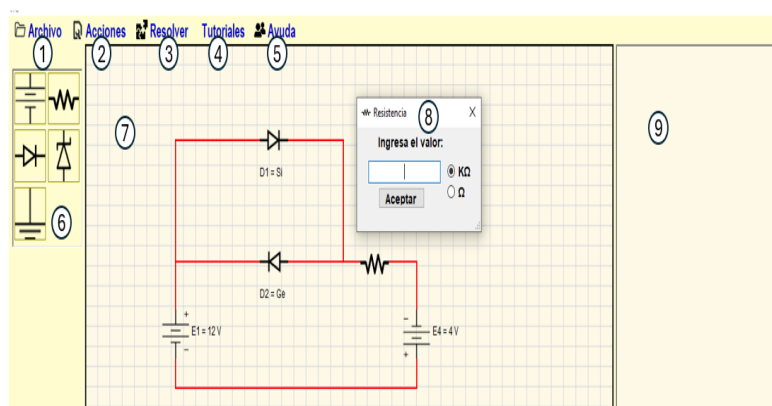 Archivo Acciones Resolver Tutoriales Ayuda
1 2 3 4 5
6
7
8
9
Resistencia X
Ingresa el valor:
KΩ
Ω
Aceptar
D1 = Si
D2 = Ge
+
E1 = 12 V
-
-
E4 = 4 V
+